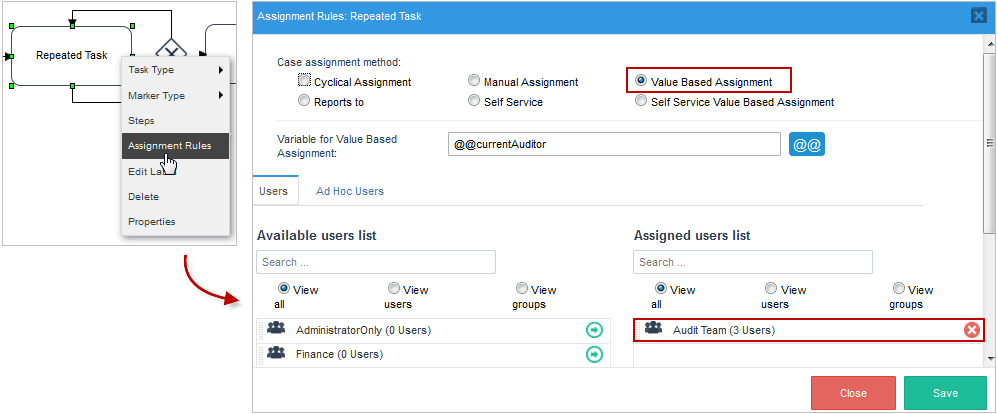 Repeated Task
Task Type
Marker Type
Steps
Assignment Rules
Edit La
Delete
Properties
Assignment Rules: Repeated Task
Case assignment method:
Cyclical Assignment
Manual Assignment
Value Based Assignment
Reports to
Self Service
Self Service Value Based Assignment
Variable for Value Based
Assignment:
@@currentAuditor
@@
Users
Ad Hoc Users
Available users list
Search ...
View all
View users
View groups
AdministratorOnly (0 Users)
Finance (0 Users)
Assigned users list
Search ...
View all
View users
View groups
Audit Team (3 Users)
Close
Save